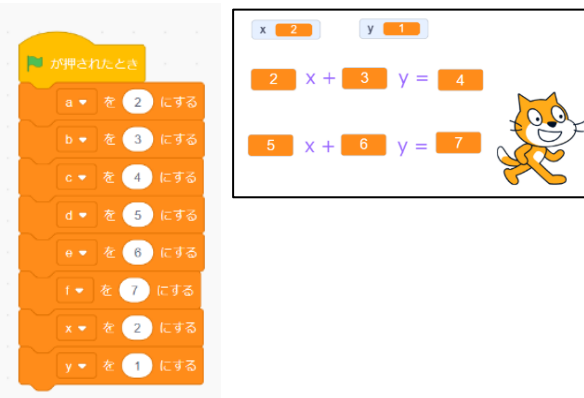 が押されたとき
a を 2 にする
b を 3 にする
c を 4 にする
d を 5 にする
e を 6 にする
f を 7 にする
x を 2 にする
y を 1 にする
x 2 y 1
2 x + 3 y = 4
5 x + 6 y = 7